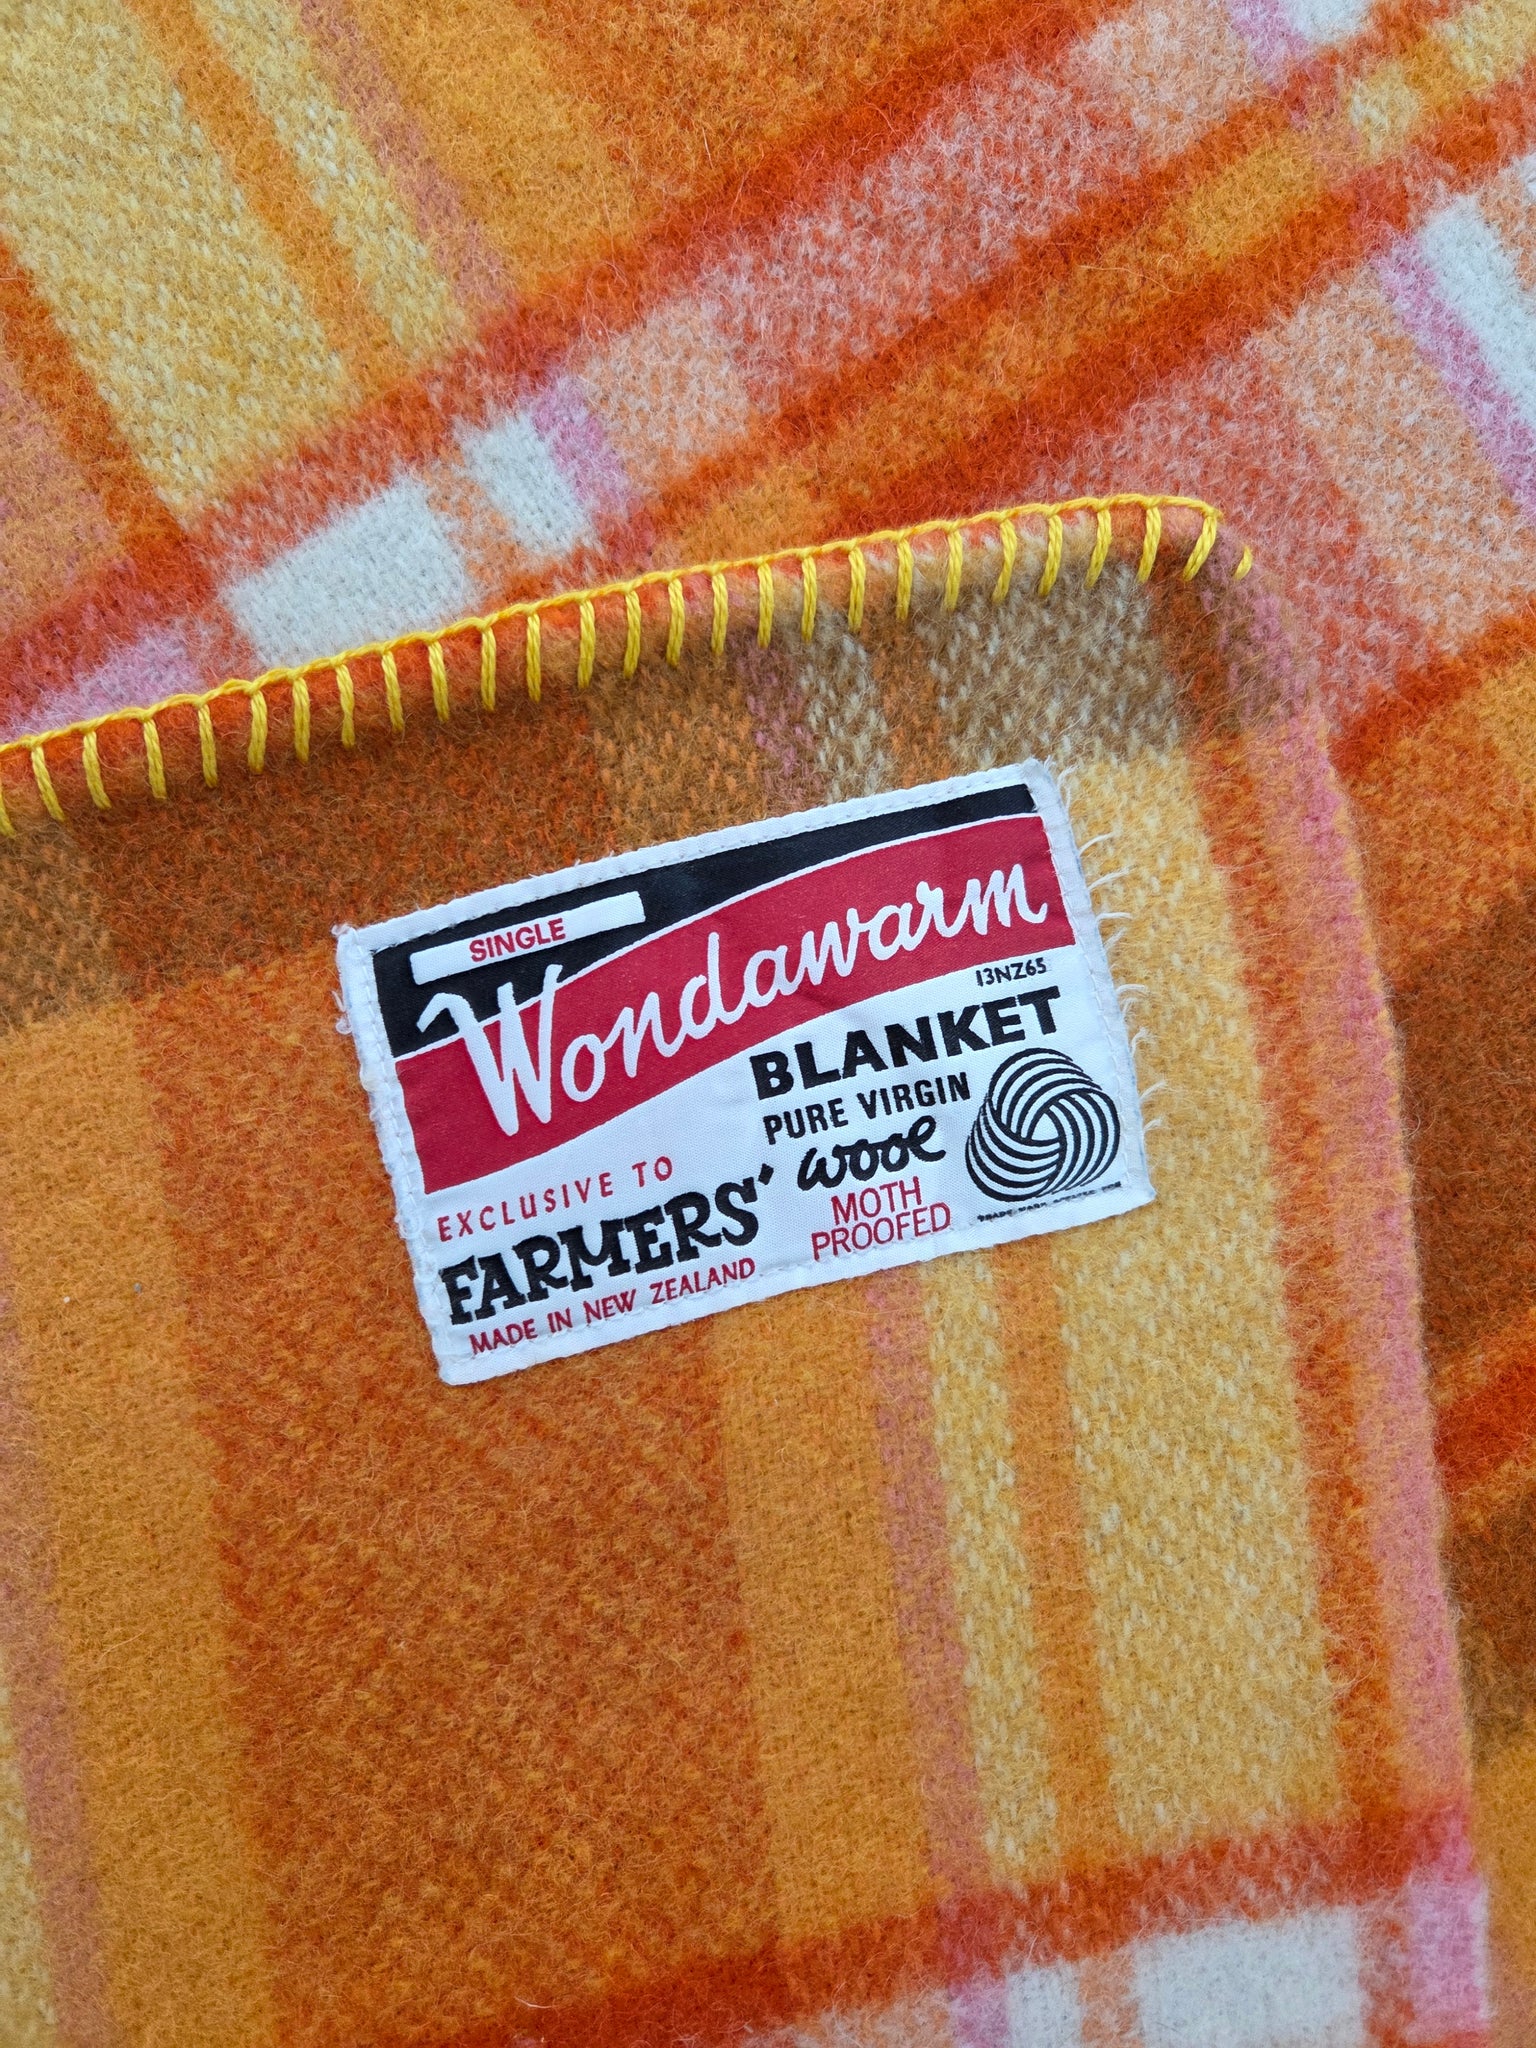 SINGLE
Wondawarm
13NZ65
BLANKET
PURE VIRGIN
wool
MOTH
PROOFED
EXCLUSIVE TO
FARMERS'
MADE IN NEW ZEALAND